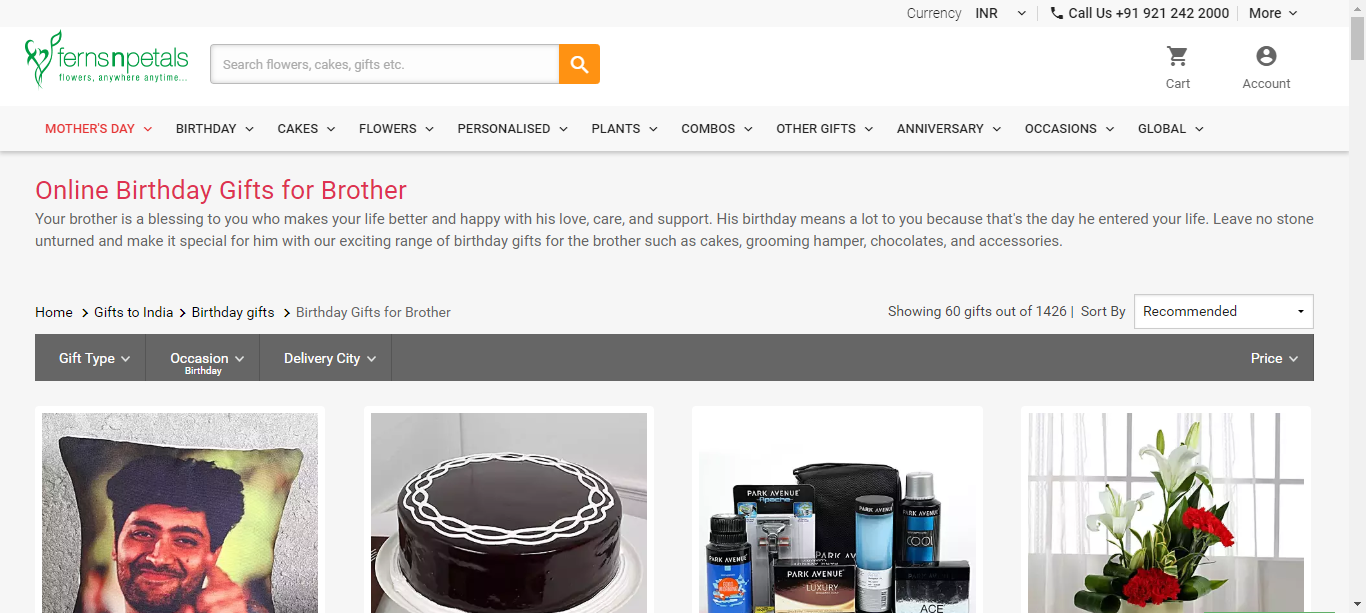 Currency INR Call Us +91 921 242 2000 More
fernsnpetals
flowers, anywhere anytime...
Search flowers, cakes, gifts etc.
Cart Account
MOTHER'S DAY BIRTHDAY CAKES FLOWERS PERSONALISED PLANTS COMBOS OTHER GIFTS ANNIVERSARY OCCASIONS GLOBAL
Online Birthday Gifts for Brother
Your brother is a blessing to you who makes your life better and happy with his love, care, and support. His birthday means a lot to you because that's the day he entered your life. Leave no stone
unturned and make it special for him with our exciting range of birthday gifts for the brother such as cakes, grooming hamper, chocolates, and accessories.
Home > Gifts to India > Birthday gifts > Birthday Gifts for Brother
Showing 60 gifts out of 1426 | Sort By Recommended
Gift Type Occasion Delivery City Price
Birthday
PARK AVENUE
Apache
PARK AVENUE
PARK AVENUE
COOL
PARK AVENUE
PARK AVENUE
PARK AVENUE
LUXURY
PARK AVENUE
ACE